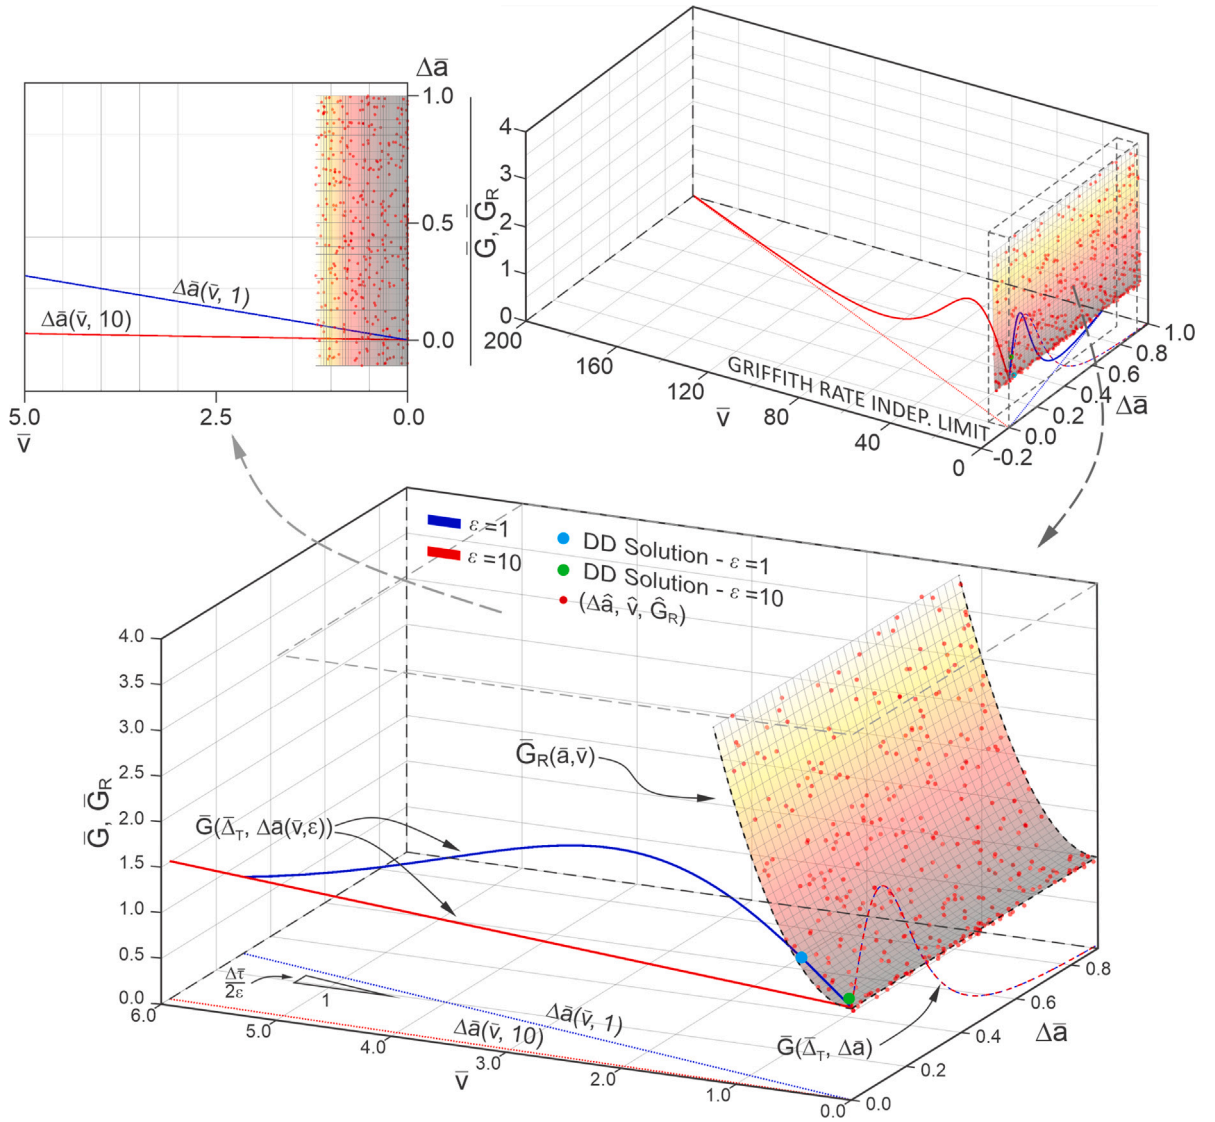 Δā
1.0
0.5
0.0
Δā(v̄, 1)
Δā(v̄, 10)
5.0
2.5
0.0
v̄
Ḡ, Ḡ_R
4
3
2
1
0
200
160
120
80
40
0
v̄
GRIFFITH RATE INDEP. LIMIT
-0.2
0.0
0.2
0.4
0.6
0.8
1.0
Δā
ε=1
ε=10
DD Solution - ε=1
DD Solution - ε=10
(Δâ, v̂, Ĝ_R)
4.0
3.5
3.0
2.5
2.0
1.5
1.0
0.5
0.0
Ḡ, Ḡ_R
Ḡ_R(ā,v̄)
Ḡ(Δ̄_T, Δā(v̄,ε))
Δτ̄
2ε
1
Δā(v̄, 1)
Δā(v̄, 10)
Ḡ(Δ̄_T, Δā)
6.0
5.0
4.0
3.0
2.0
1.0
0.0
v̄
0.0
0.2
0.4
0.6
0.8
Δā